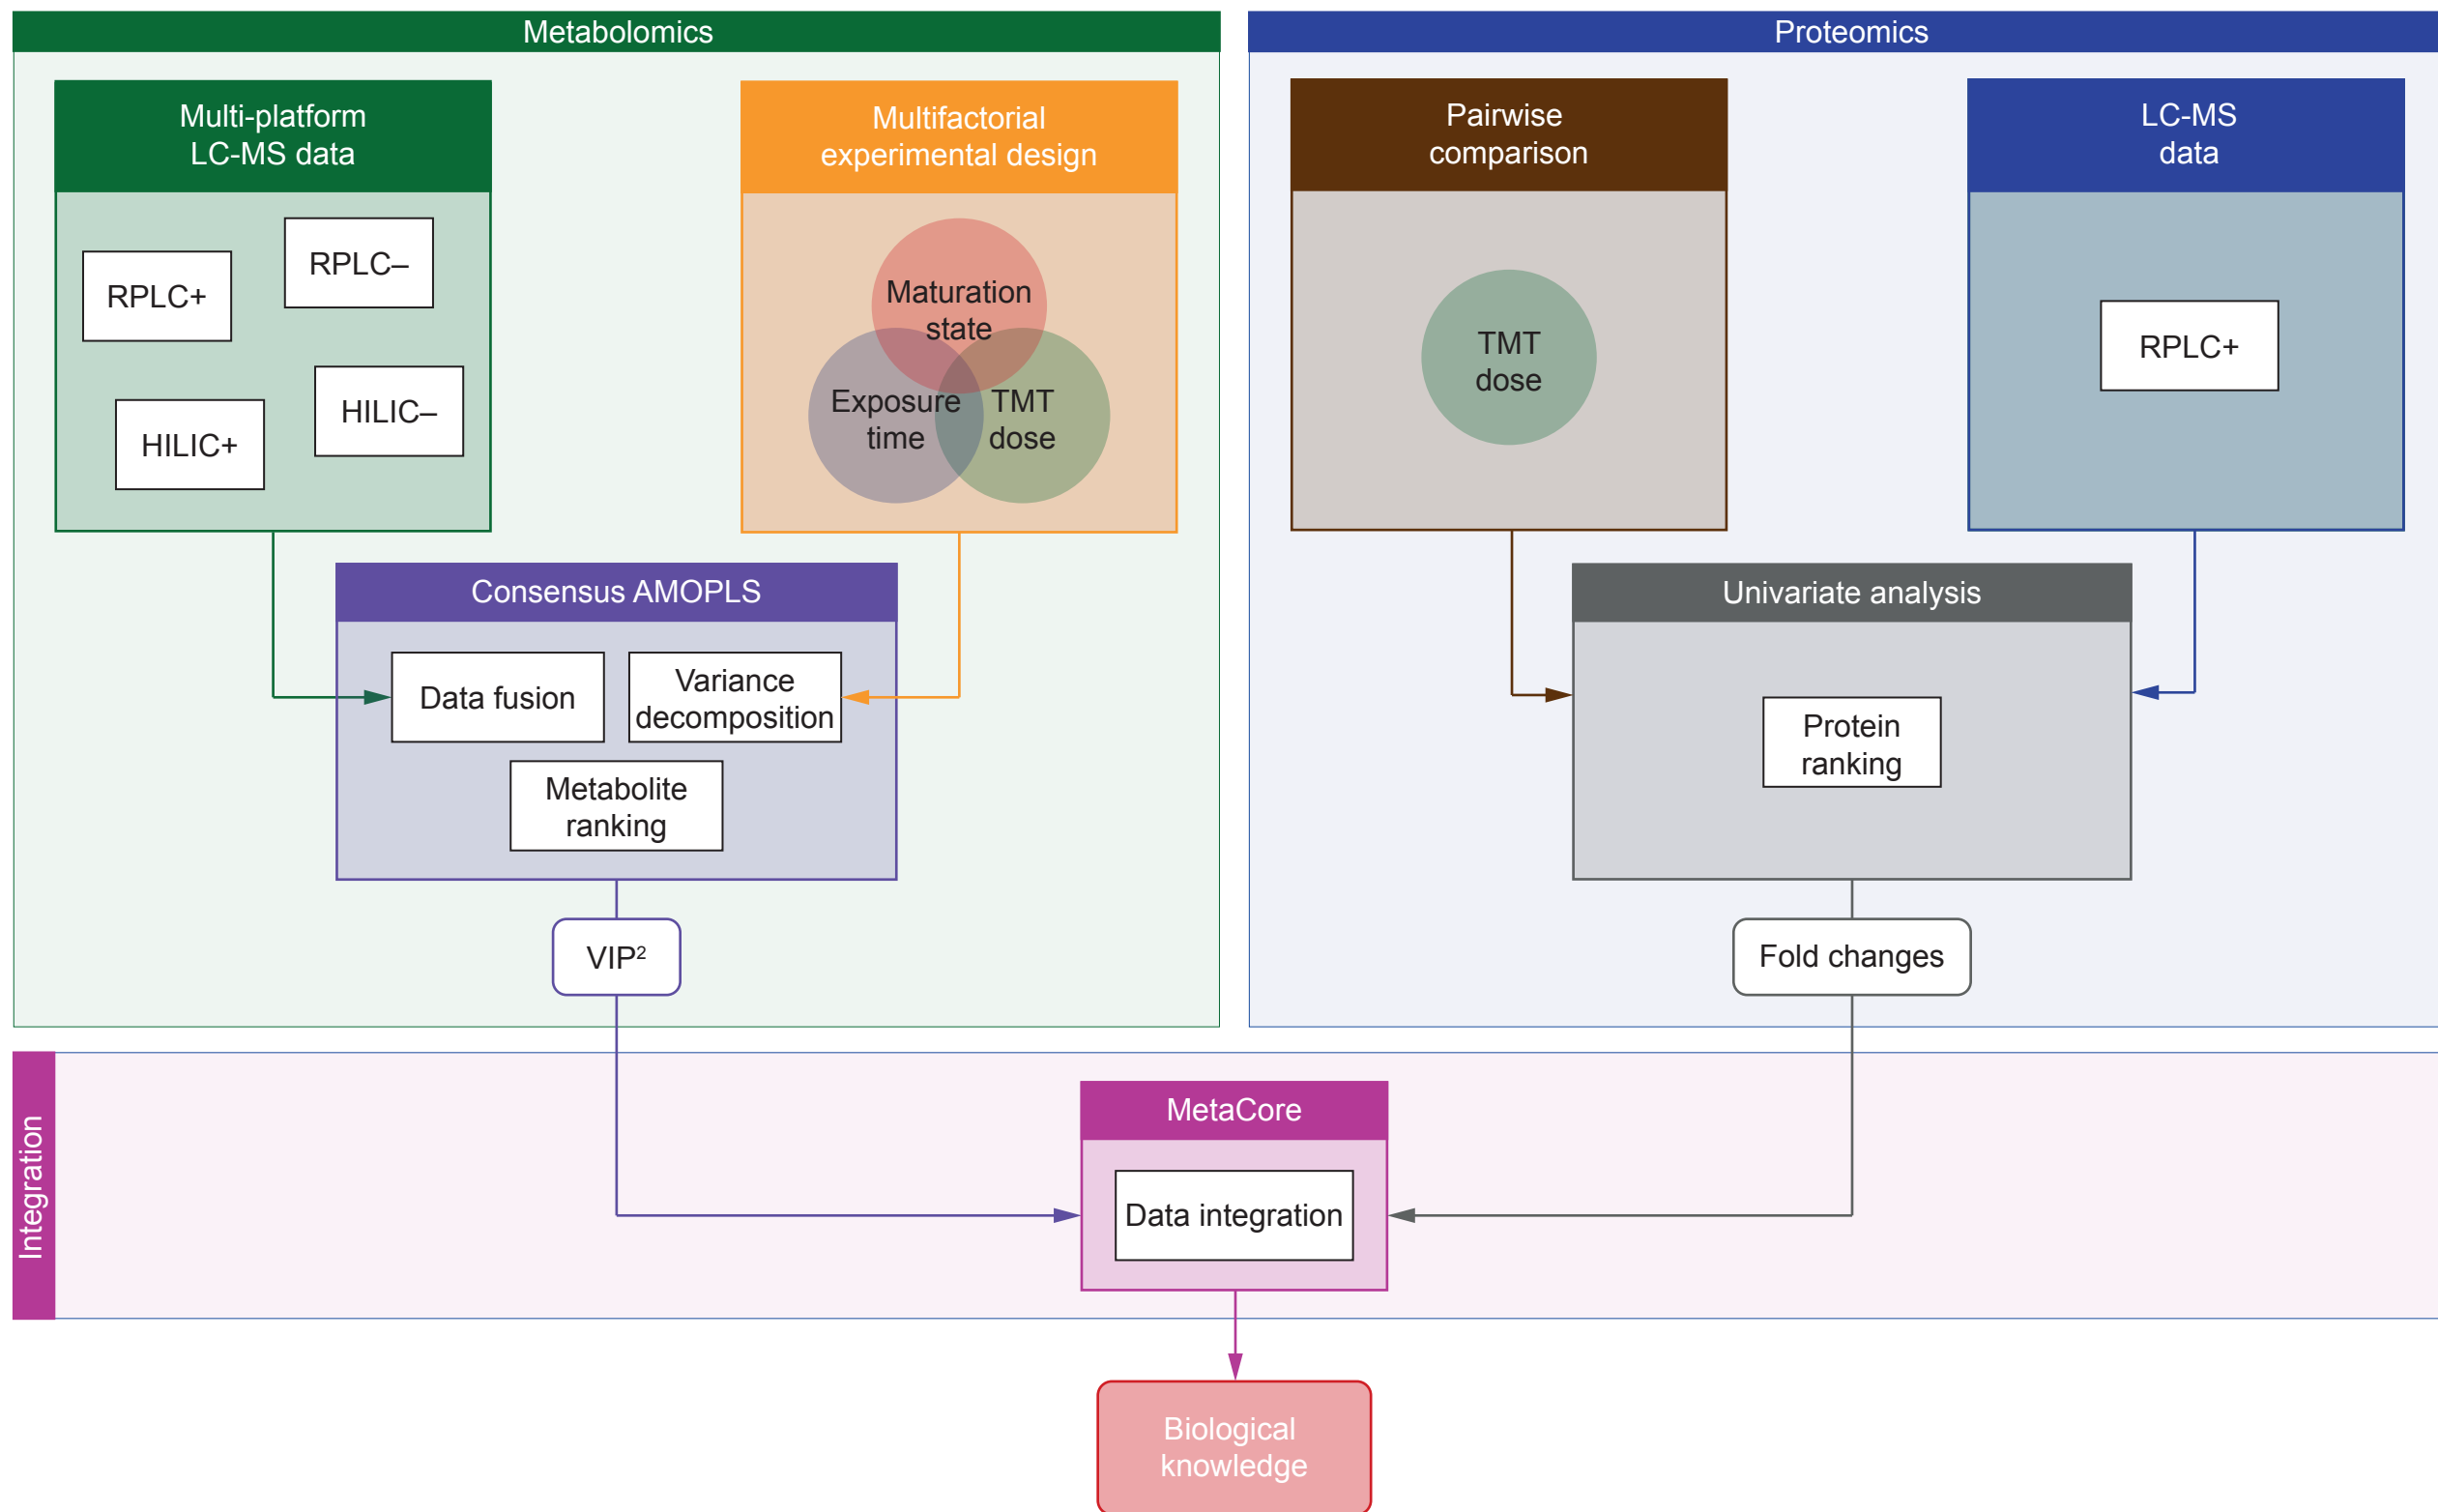 Metabolomics
Multi-platform
LC-MS data
RPLC+
RPLC–
HILIC+
HILIC–
Multifactorial
experimental design
Maturation
state
Exposure
time
TMT
dose
Consensus AMOPLS
Data fusion
Variance
decomposition
Metabolite
ranking
VIP²
Proteomics
Pairwise
comparison
TMT
dose
LC-MS
data
RPLC+
Univariate analysis
Protein
ranking
Fold changes
Integration
MetaCore
Data integration
Biological
knowledge